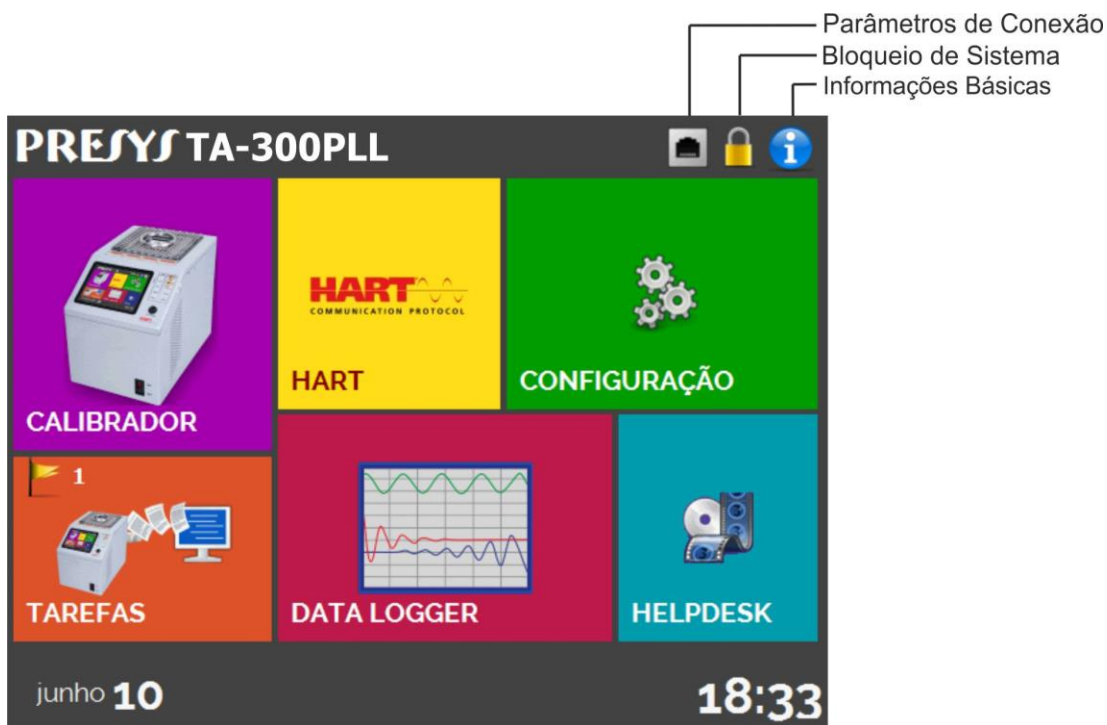 Parâmetros de Conexão
Bloqueio de Sistema
Informações Básicas
PRESYS TA-300PLL
HART
COMMUNICATION PROTOCOL
CALIBRADOR
HART
CONFIGURAÇÃO
1
TAREFAS
DATA LOGGER
HELPDESK
junho 10
18:33